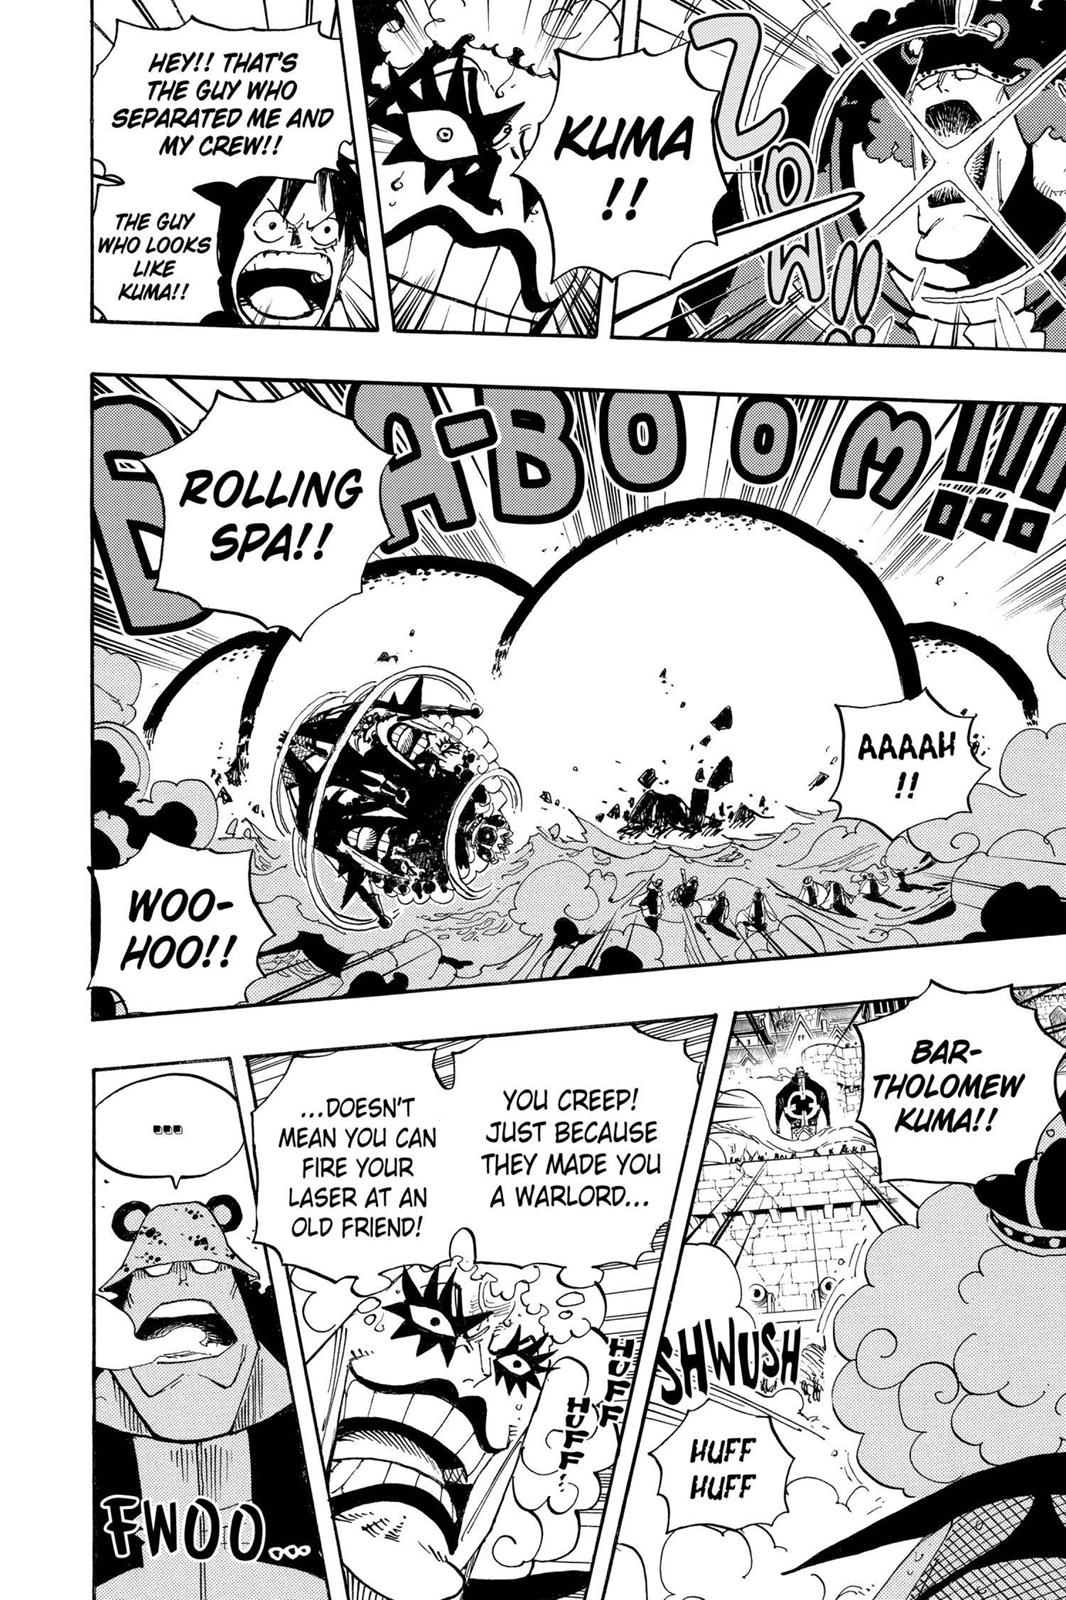 ZOW!!
KUMA
!!
HEY!! THAT'S
THE GUY WHO
SEPARATED ME AND
MY CREW!!
THE GUY
WHO LOOKS
LIKE
KUMA!!
KA-BOOOM!!!
ROLLING
SPA!!
AAAAH
!!
WOO-
HOO!!
BAR-
THOLOMEW
KUMA!!
SHWUSH
HUFF
HUFF
YOU CREEP!
JUST BECAUSE
THEY MADE YOU
A WARLORD...
...DOESN'T
MEAN YOU CAN
FIRE YOUR
LASER AT AN
OLD FRIEND!
HUFF
HUFF!
...
FWOO...